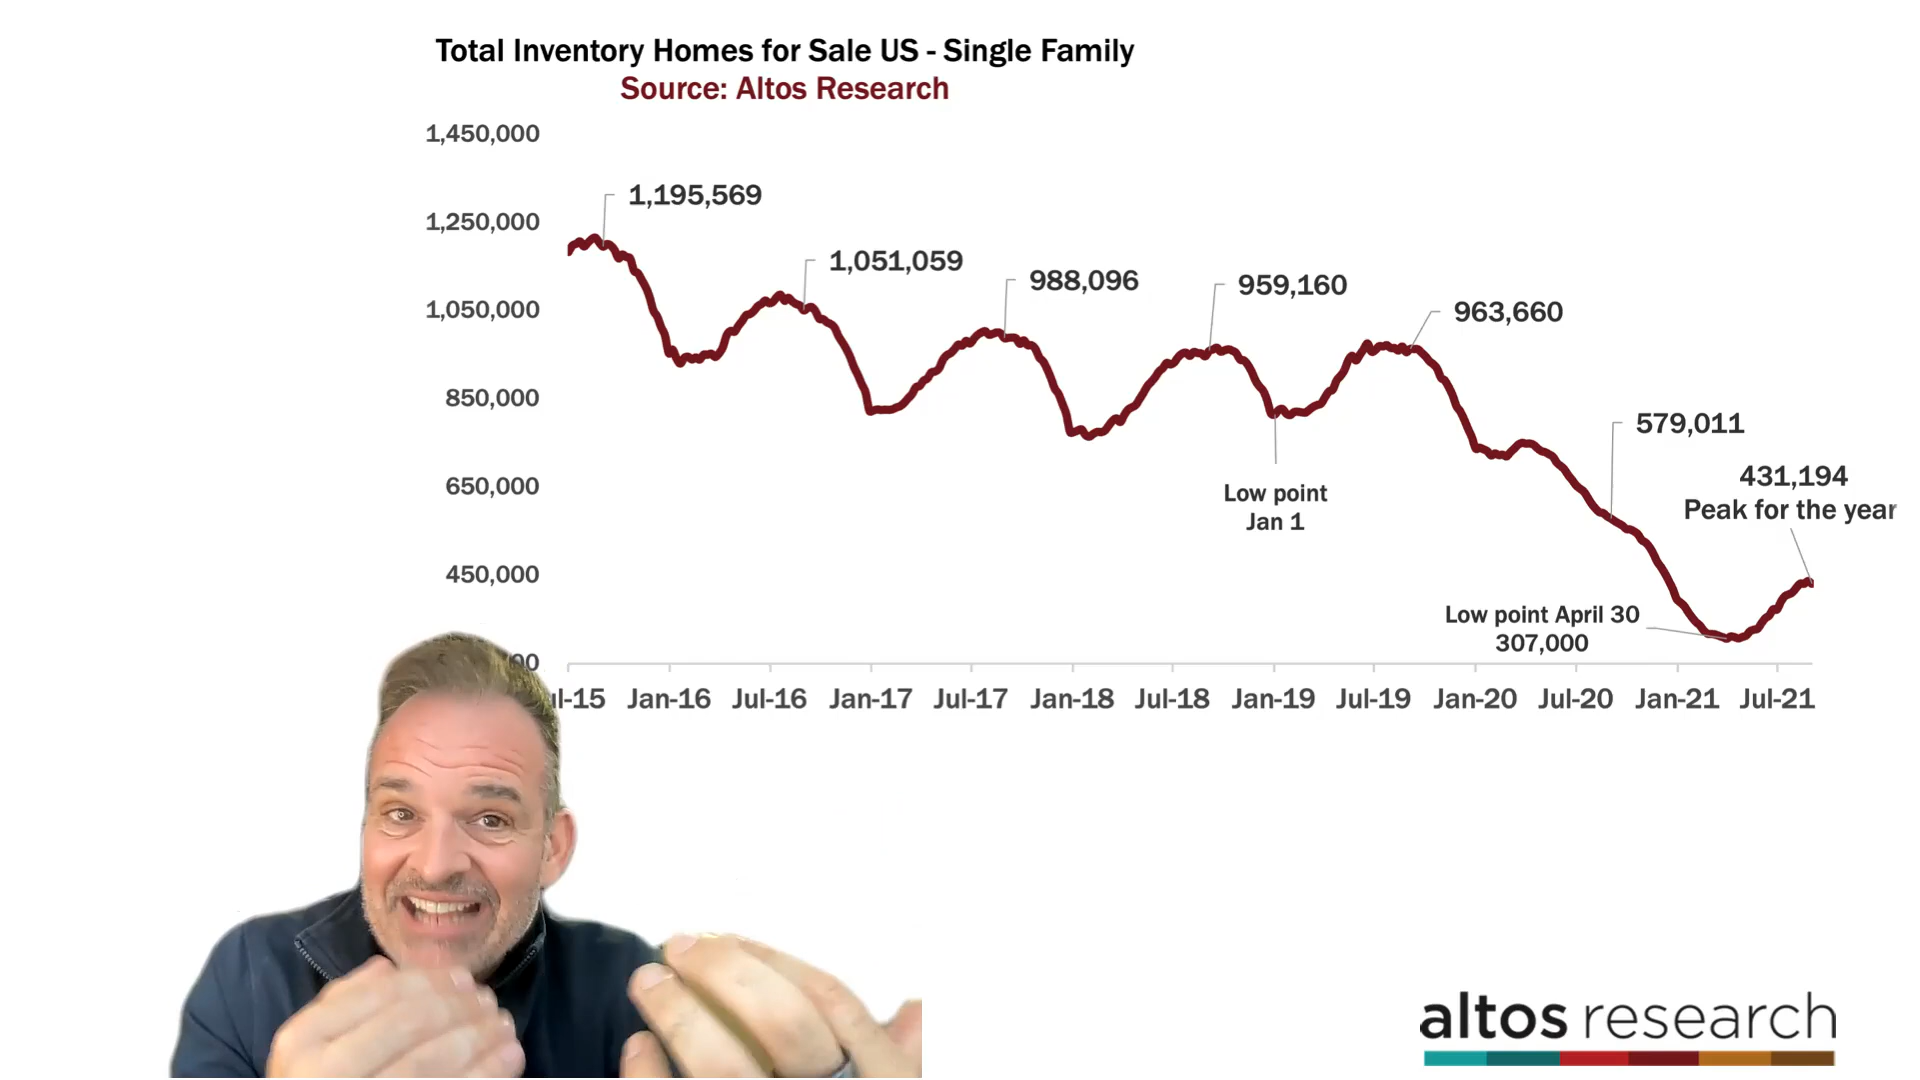 Total Inventory Homes for Sale US - Single Family
Source: Altos Research
1,450,000
1,250,000
1,050,000
850,000
650,000
450,000
00
1,195,569
1,051,059
988,096
959,160
963,660
579,011
431,194
Peak for the year
Low point
Jan 1
Low point April 30
307,000
l-15 Jan-16 Jul-16 Jan-17 Jul-17 Jan-18 Jul-18 Jan-19 Jul-19 Jan-20 Jul-20 Jan-21 Jul-21
altos research